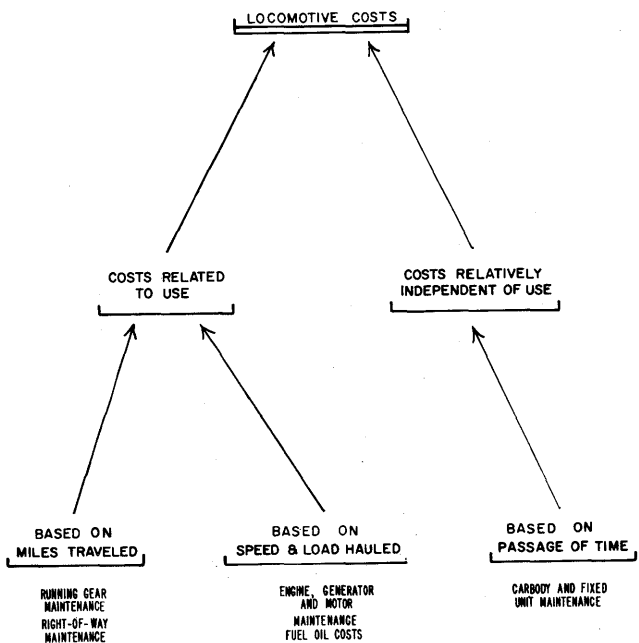 LOCOMOTIVE COSTS
COSTS RELATED
TO USE
COSTS RELATIVELY
INDEPENDENT OF USE
BASED ON
MILES TRAVELED
RUNNING GEAR
MAINTENANCE
RIGHT-OF-WAY
MAINTENANCE
BASED ON
SPEED & LOAD HAULED
ENGINE, GENERATOR
AND MOTOR
MAINTENANCE
FUEL OIL COSTS
BASED ON
PASSAGE OF TIME
CARBODY AND FIXED
UNIT MAINTENANCE